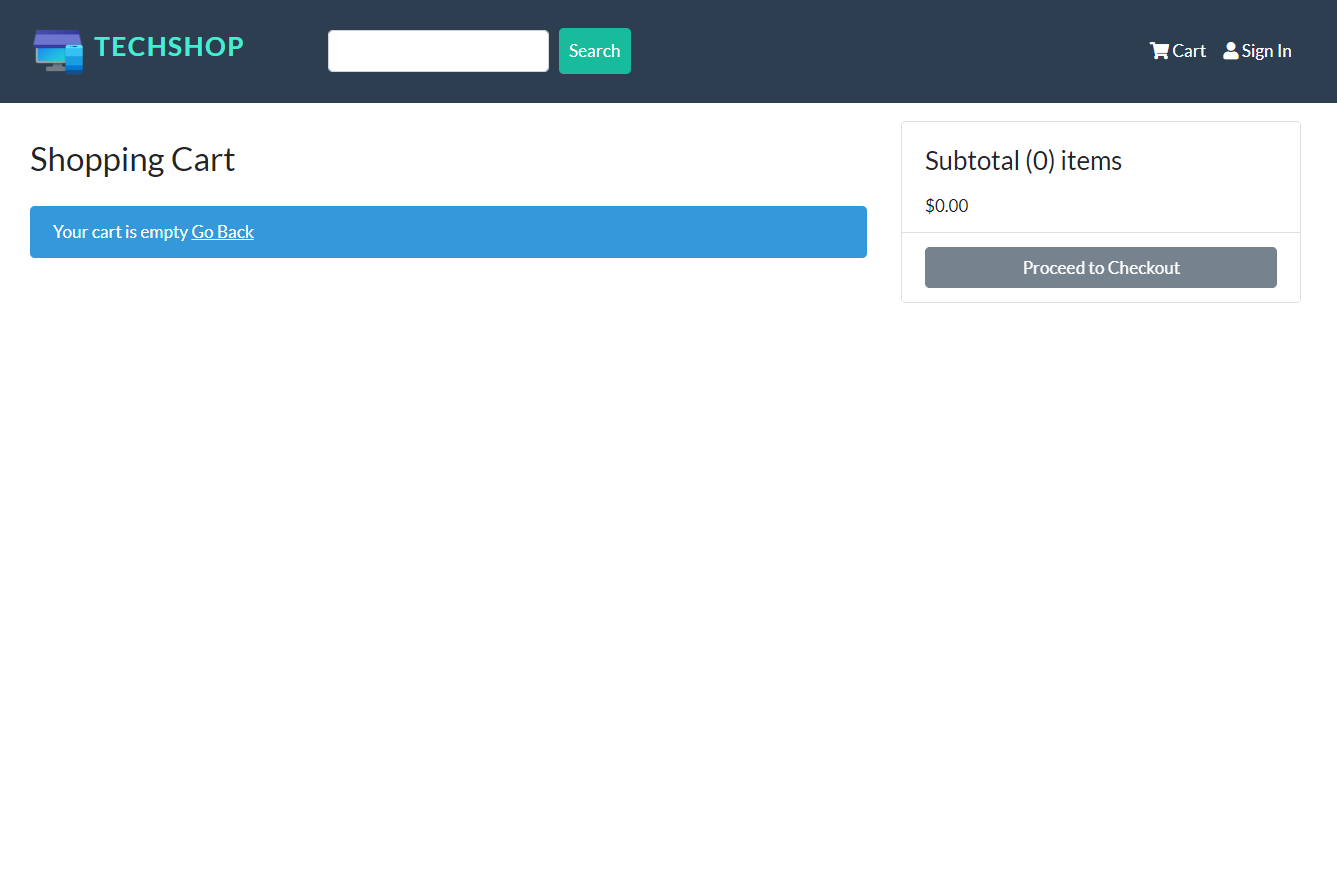 TECHSHOP
Search
Cart
Sign In
Shopping Cart
Your cart is empty Go Back
Subtotal (0) items
$0.00
Proceed to Checkout